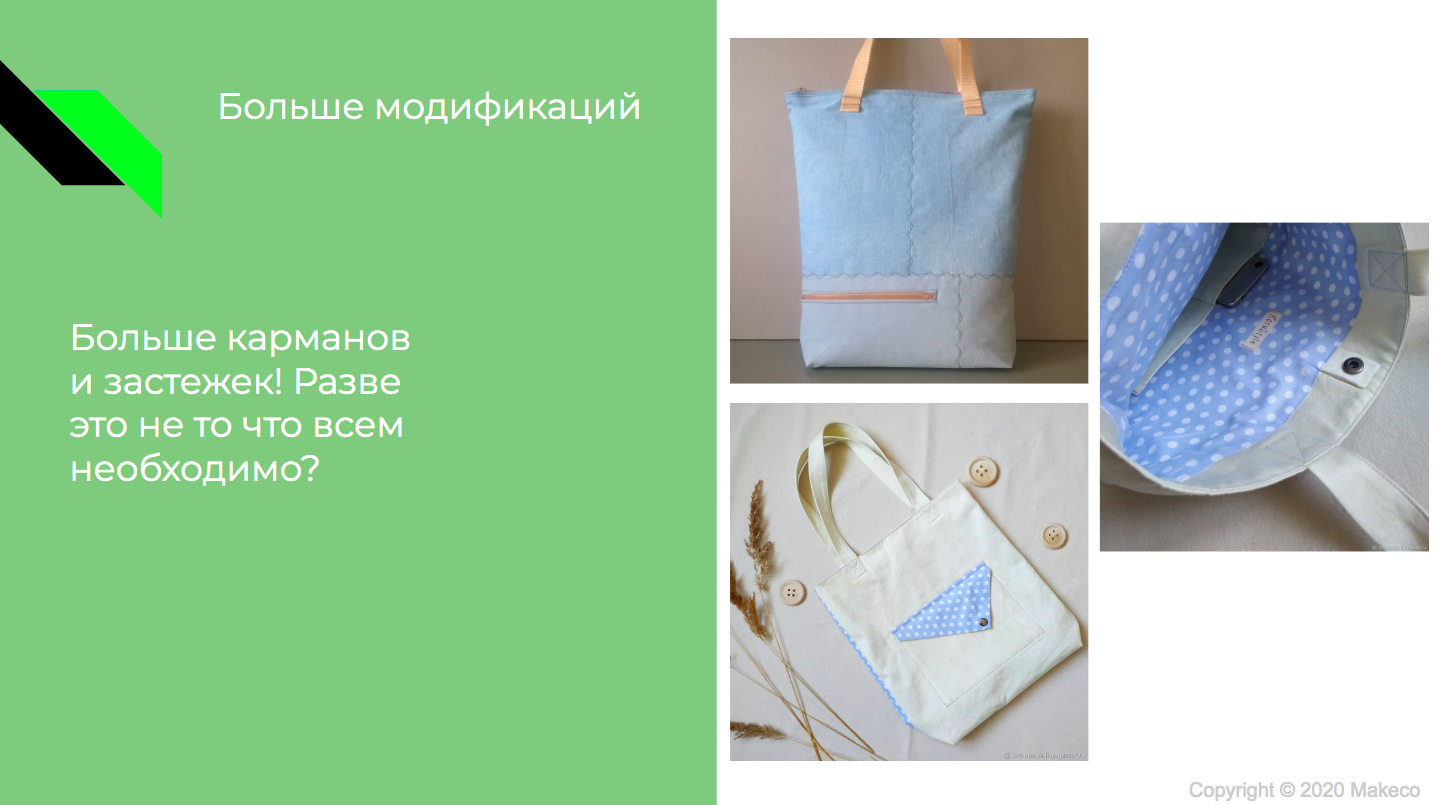 Больше модификаций
Больше карманов
и застежек! Разве
это не то что всем
необходимо?
Copyright © 2020 Makeco